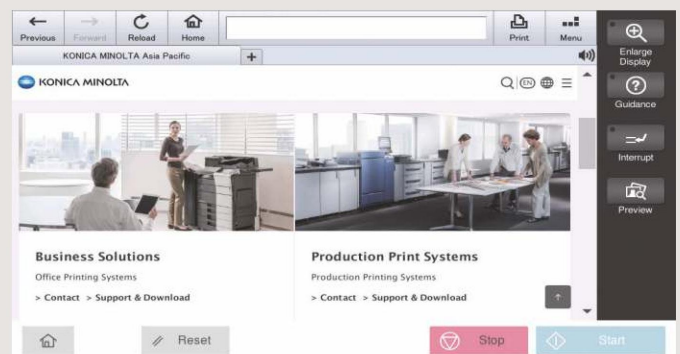 Previous Forward Reload Home Print Menu
KONICA MINOLTA Asia Pacific +
Enlarge
Display
KONICA MINOLTA EN
Guidance
Interrupt
Preview
Business Solutions
Office Printing Systems
> Contact > Support & Download
Production Print Systems
Production Printing Systems
> Contact > Support & Download
Reset Stop Start